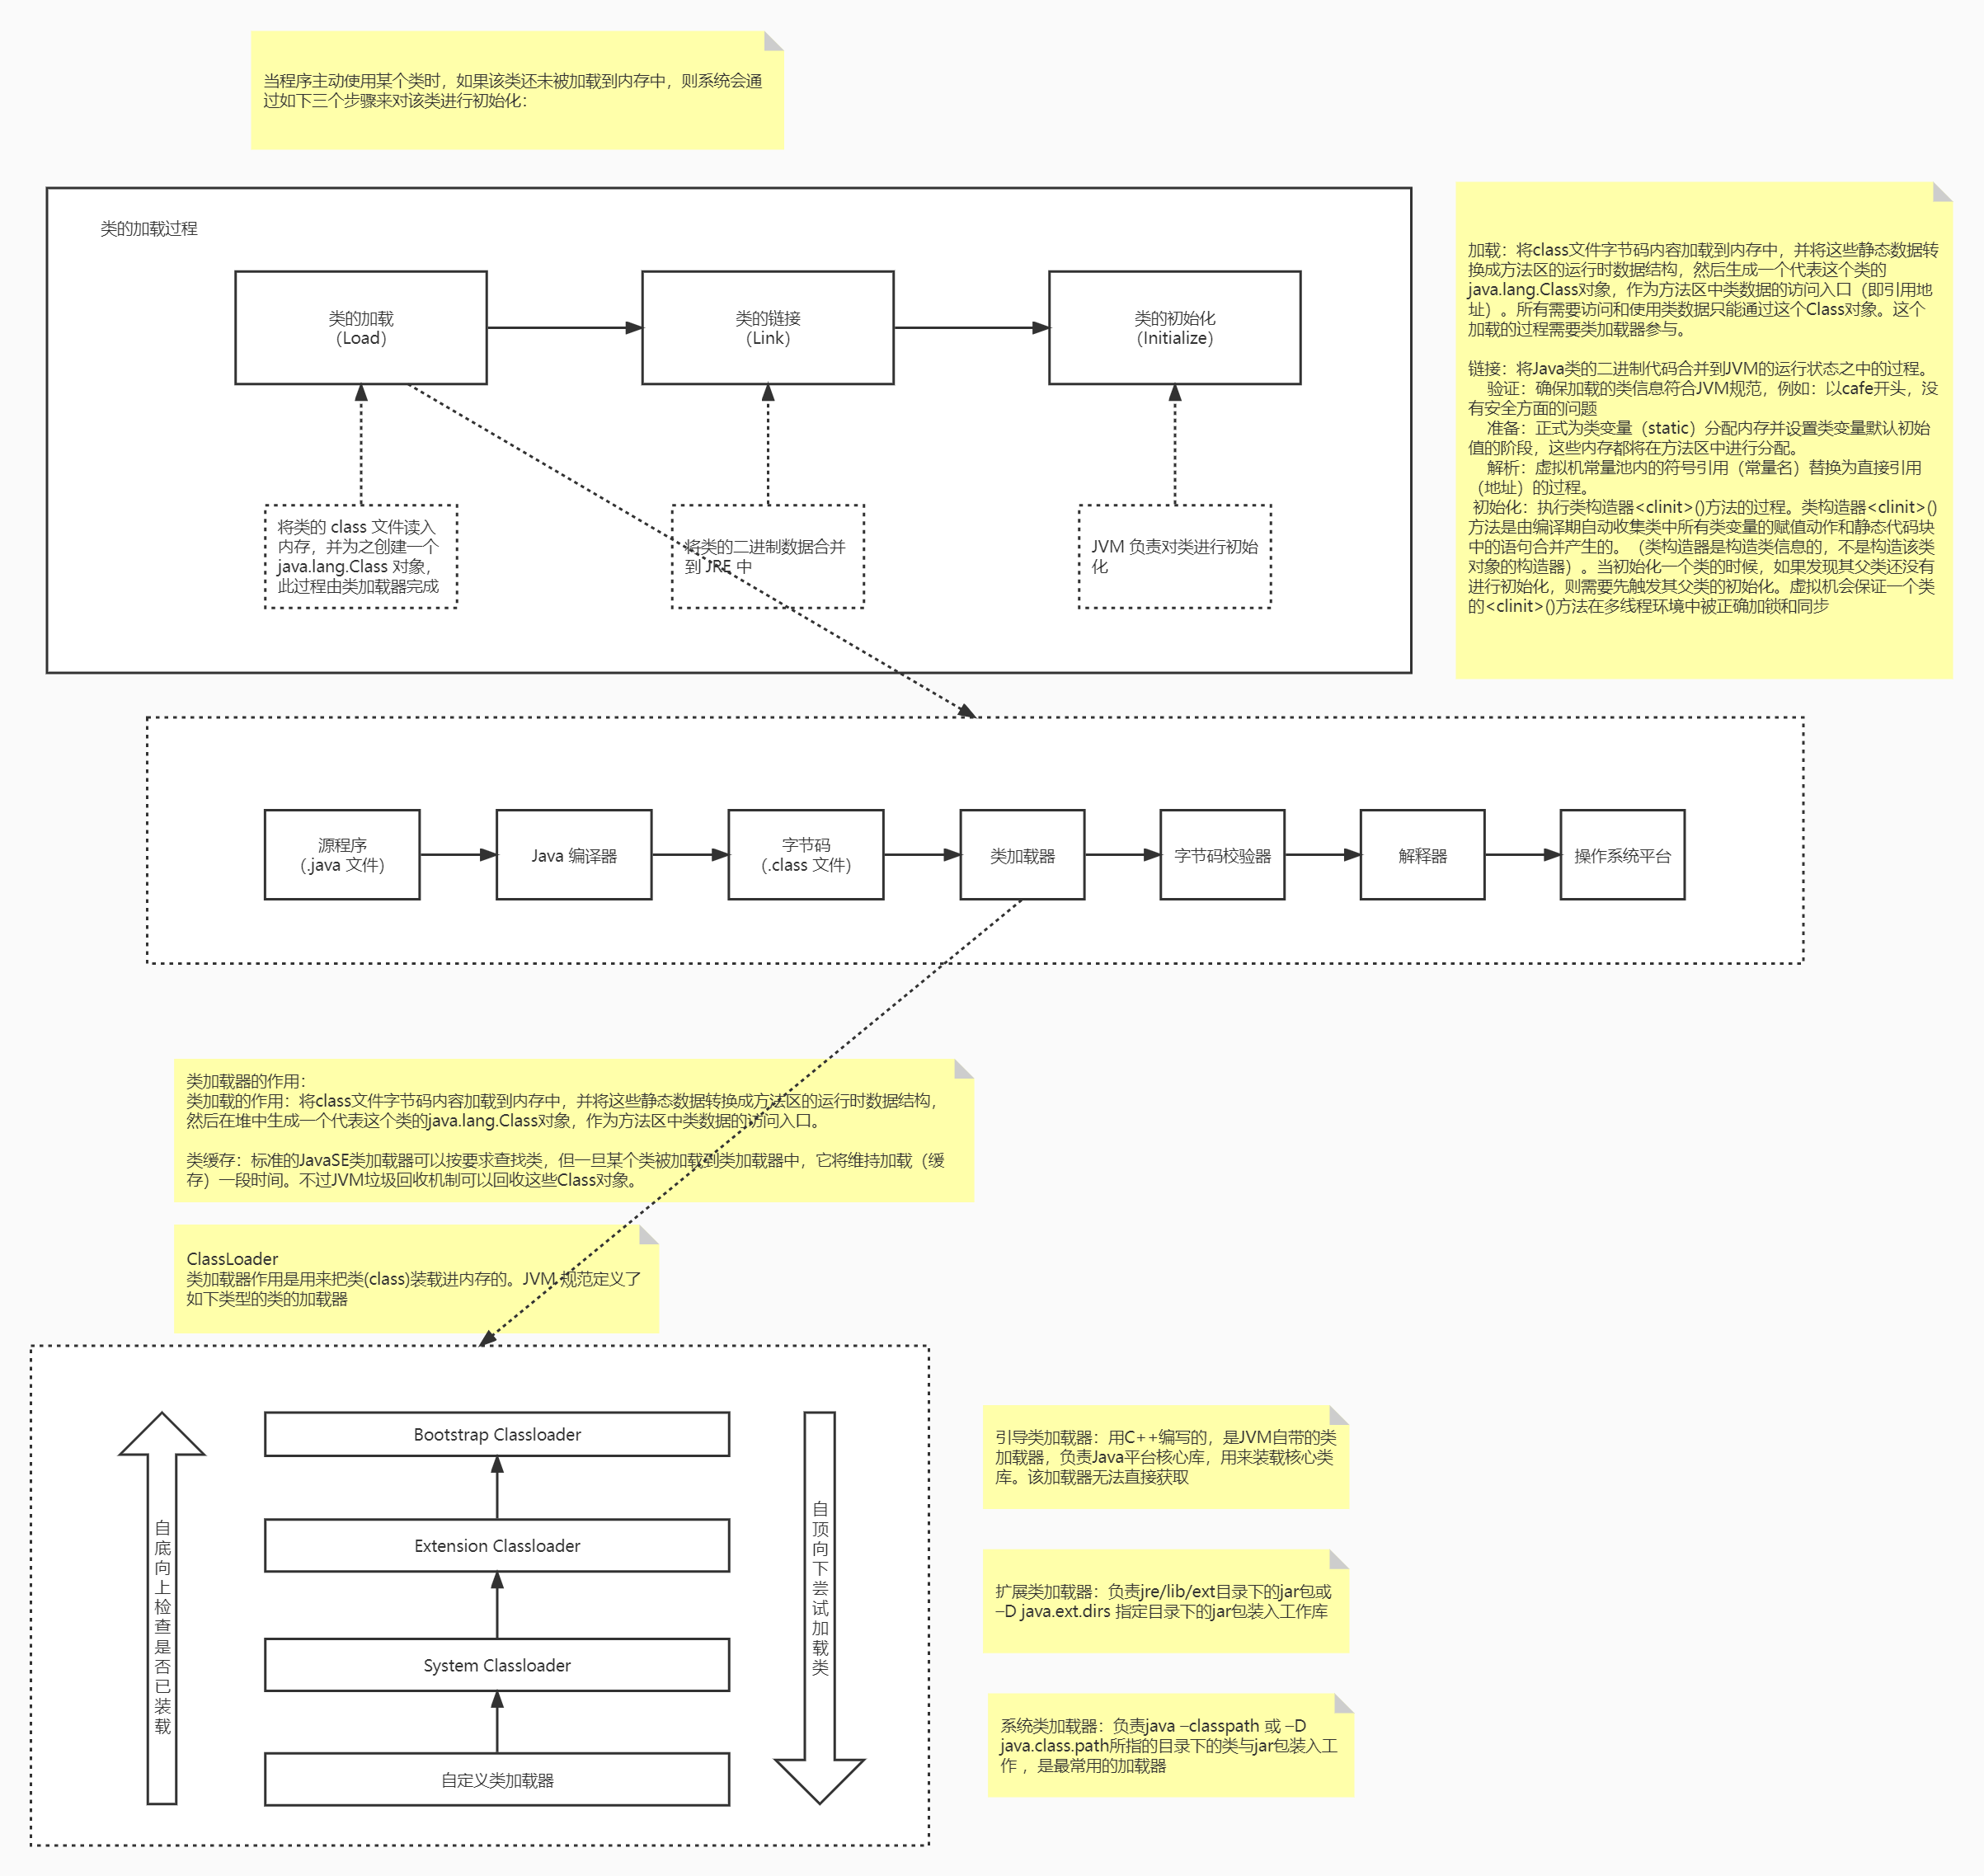 当程序主动使用某个类时，如果该类还未被加载到内存中，则系统会通
过如下三个步骤来对该类进行初始化：
类的加载过程
类的加载
（Load）
类的链接
（Link）
类的初始化
（Initialize）
将类的 class 文件读入
内存，并为之创建一个
java.lang.Class 对象，
此过程由类加载器完成
将类的二进制数据合并
到 JRE 中
JVM 负责对类进行初始
化
加载：将class文件字节码内容加载到内存中，并将这些静态数据转
换成方法区的运行时数据结构，然后生成一个代表这个类的
java.lang.Class对象，作为方法区中类数据的访问入口（即引用地
址）。所有需要访问和使用类数据只能通过这个Class对象。这个
加载的过程需要类加载器参与。
链接：将Java类的二进制代码合并到JVM的运行状态之中的过程。
验证：确保加载的类信息符合JVM规范，例如：以cafe开头，没
有安全方面的问题
准备：正式为类变量（static）分配内存并设置类变量默认初始
值的阶段，这些内存都将在方法区中进行分配。
解析：虚拟机常量池内的符号引用（常量名）替换为直接引用
（地址）的过程。
初始化：执行类构造器<clinit>()方法的过程。类构造器<clinit>()
方法是由编译期自动收集类中所有类变量的赋值动作和静态代码块
中的语句合并产生的。（类构造器是构造类信息的，不是构造该类
对象的构造器）。当初始化一个类的时候，如果发现其父类还没有
进行初始化，则需要先触发其父类的初始化。虚拟机会保证一个类
的<clinit>()方法在多线程环境中被正确加锁和同步
源程序
（.java 文件）
Java 编译器
字节码
（.class 文件）
类加载器
字节码校验器
解释器
操作系统平台
类加载器的作用：
类加载的作用：将class文件字节码内容加载到内存中，并将这些静态数据转换成方法区的运行时数据结构，
然后在堆中生成一个代表这个类的java.lang.Class对象，作为方法区中类数据的访问入口。
类缓存：标准的JavaSE类加载器可以按要求查找类，但一旦某个类被加载到类加载器中，它将维持加载（缓
存）一段时间。不过JVM垃圾回收机制可以回收这些Class对象。
ClassLoader
类加载器作用是用来把类(class)装载进内存的。JVM 规范定义了
如下类型的类的加载器
自底向上检查是否已装载
Bootstrap Classloader
Extension Classloader
System Classloader
自定义类加载器
自顶向下尝试加载类
引导类加载器：用C++编写的，是JVM自带的类
加载器，负责Java平台核心库，用来装载核心类
库。该加载器无法直接获取
扩展类加载器：负责jre/lib/ext目录下的jar包或
–D java.ext.dirs 指定目录下的jar包装入工作库
系统类加载器：负责java –classpath 或 –D
java.class.path所指的目录下的类与jar包装入工
作 ，是最常用的加载器